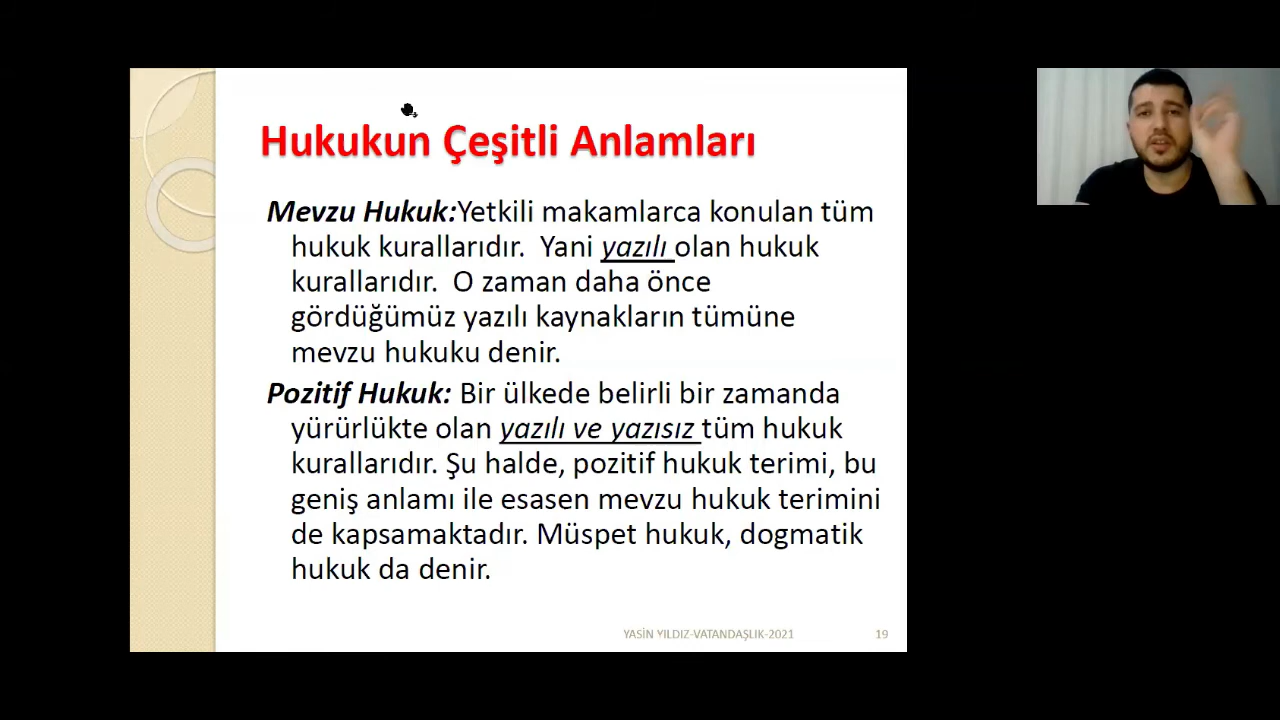 Hukukun Çeşitli Anlamları
Mevzu Hukuk:Yetkili makamlarca konulan tüm
hukuk kurallarıdır. Yani yazılı olan hukuk
kurallarıdır. O zaman daha önce
gördüğümüz yazılı kaynakların tümüne
mevzu hukuku denir.
Pozitif Hukuk: Bir ülkede belirli bir zamanda
yürürlükte olan yazılı ve yazısız tüm hukuk
kurallarıdır. Şu halde, pozitif hukuk terimi, bu
geniş anlamı ile esasen mevzu hukuk terimini
de kapsamaktadır. Müspet hukuk, dogmatik
hukuk da denir.
YASİN YILDIZ-VATANDAŞLIK-2021
19